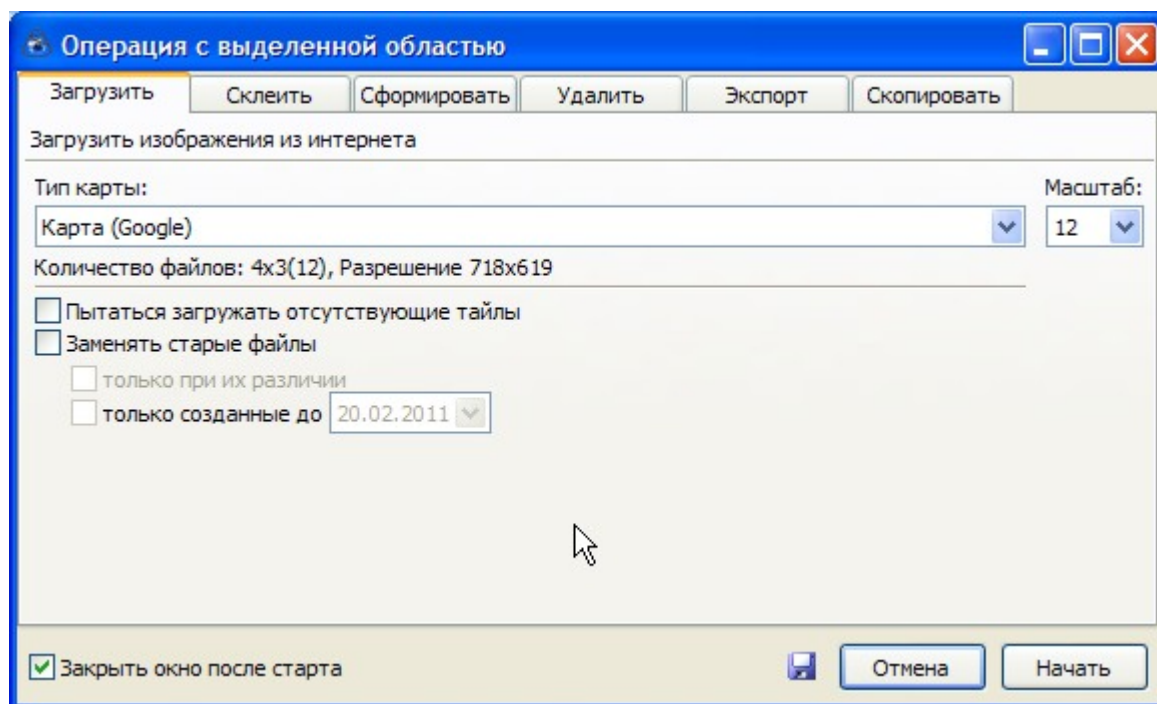 Операция с выделенной областью
Загрузить Склеить Сформировать Удалить Экспорт Скопировать
Загрузить изображения из интернета
Тип карты: Масштаб:
Карта (Google) 12
Количество файлов: 4x3(12), Разрешение 718x619
Пытаться загружать отсутствующие тайлы
Заменять старые файлы
только при их различии
только созданные до 20.02.2011
Закрыть окно после старта Отмена Начать